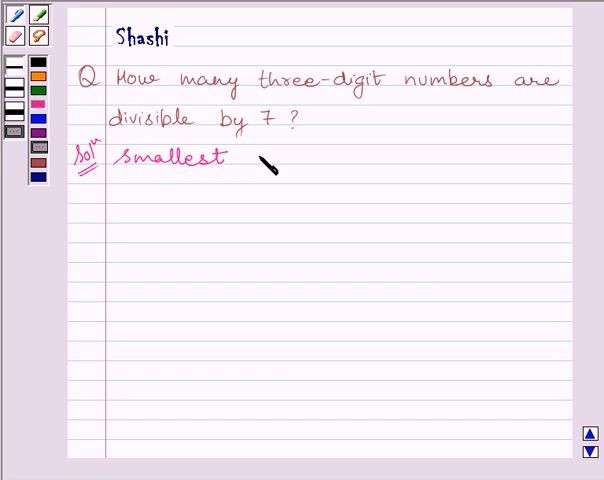 Shashi
Q How many three-digit numbers are
divisible by 7 ?
Solⁿ smallest